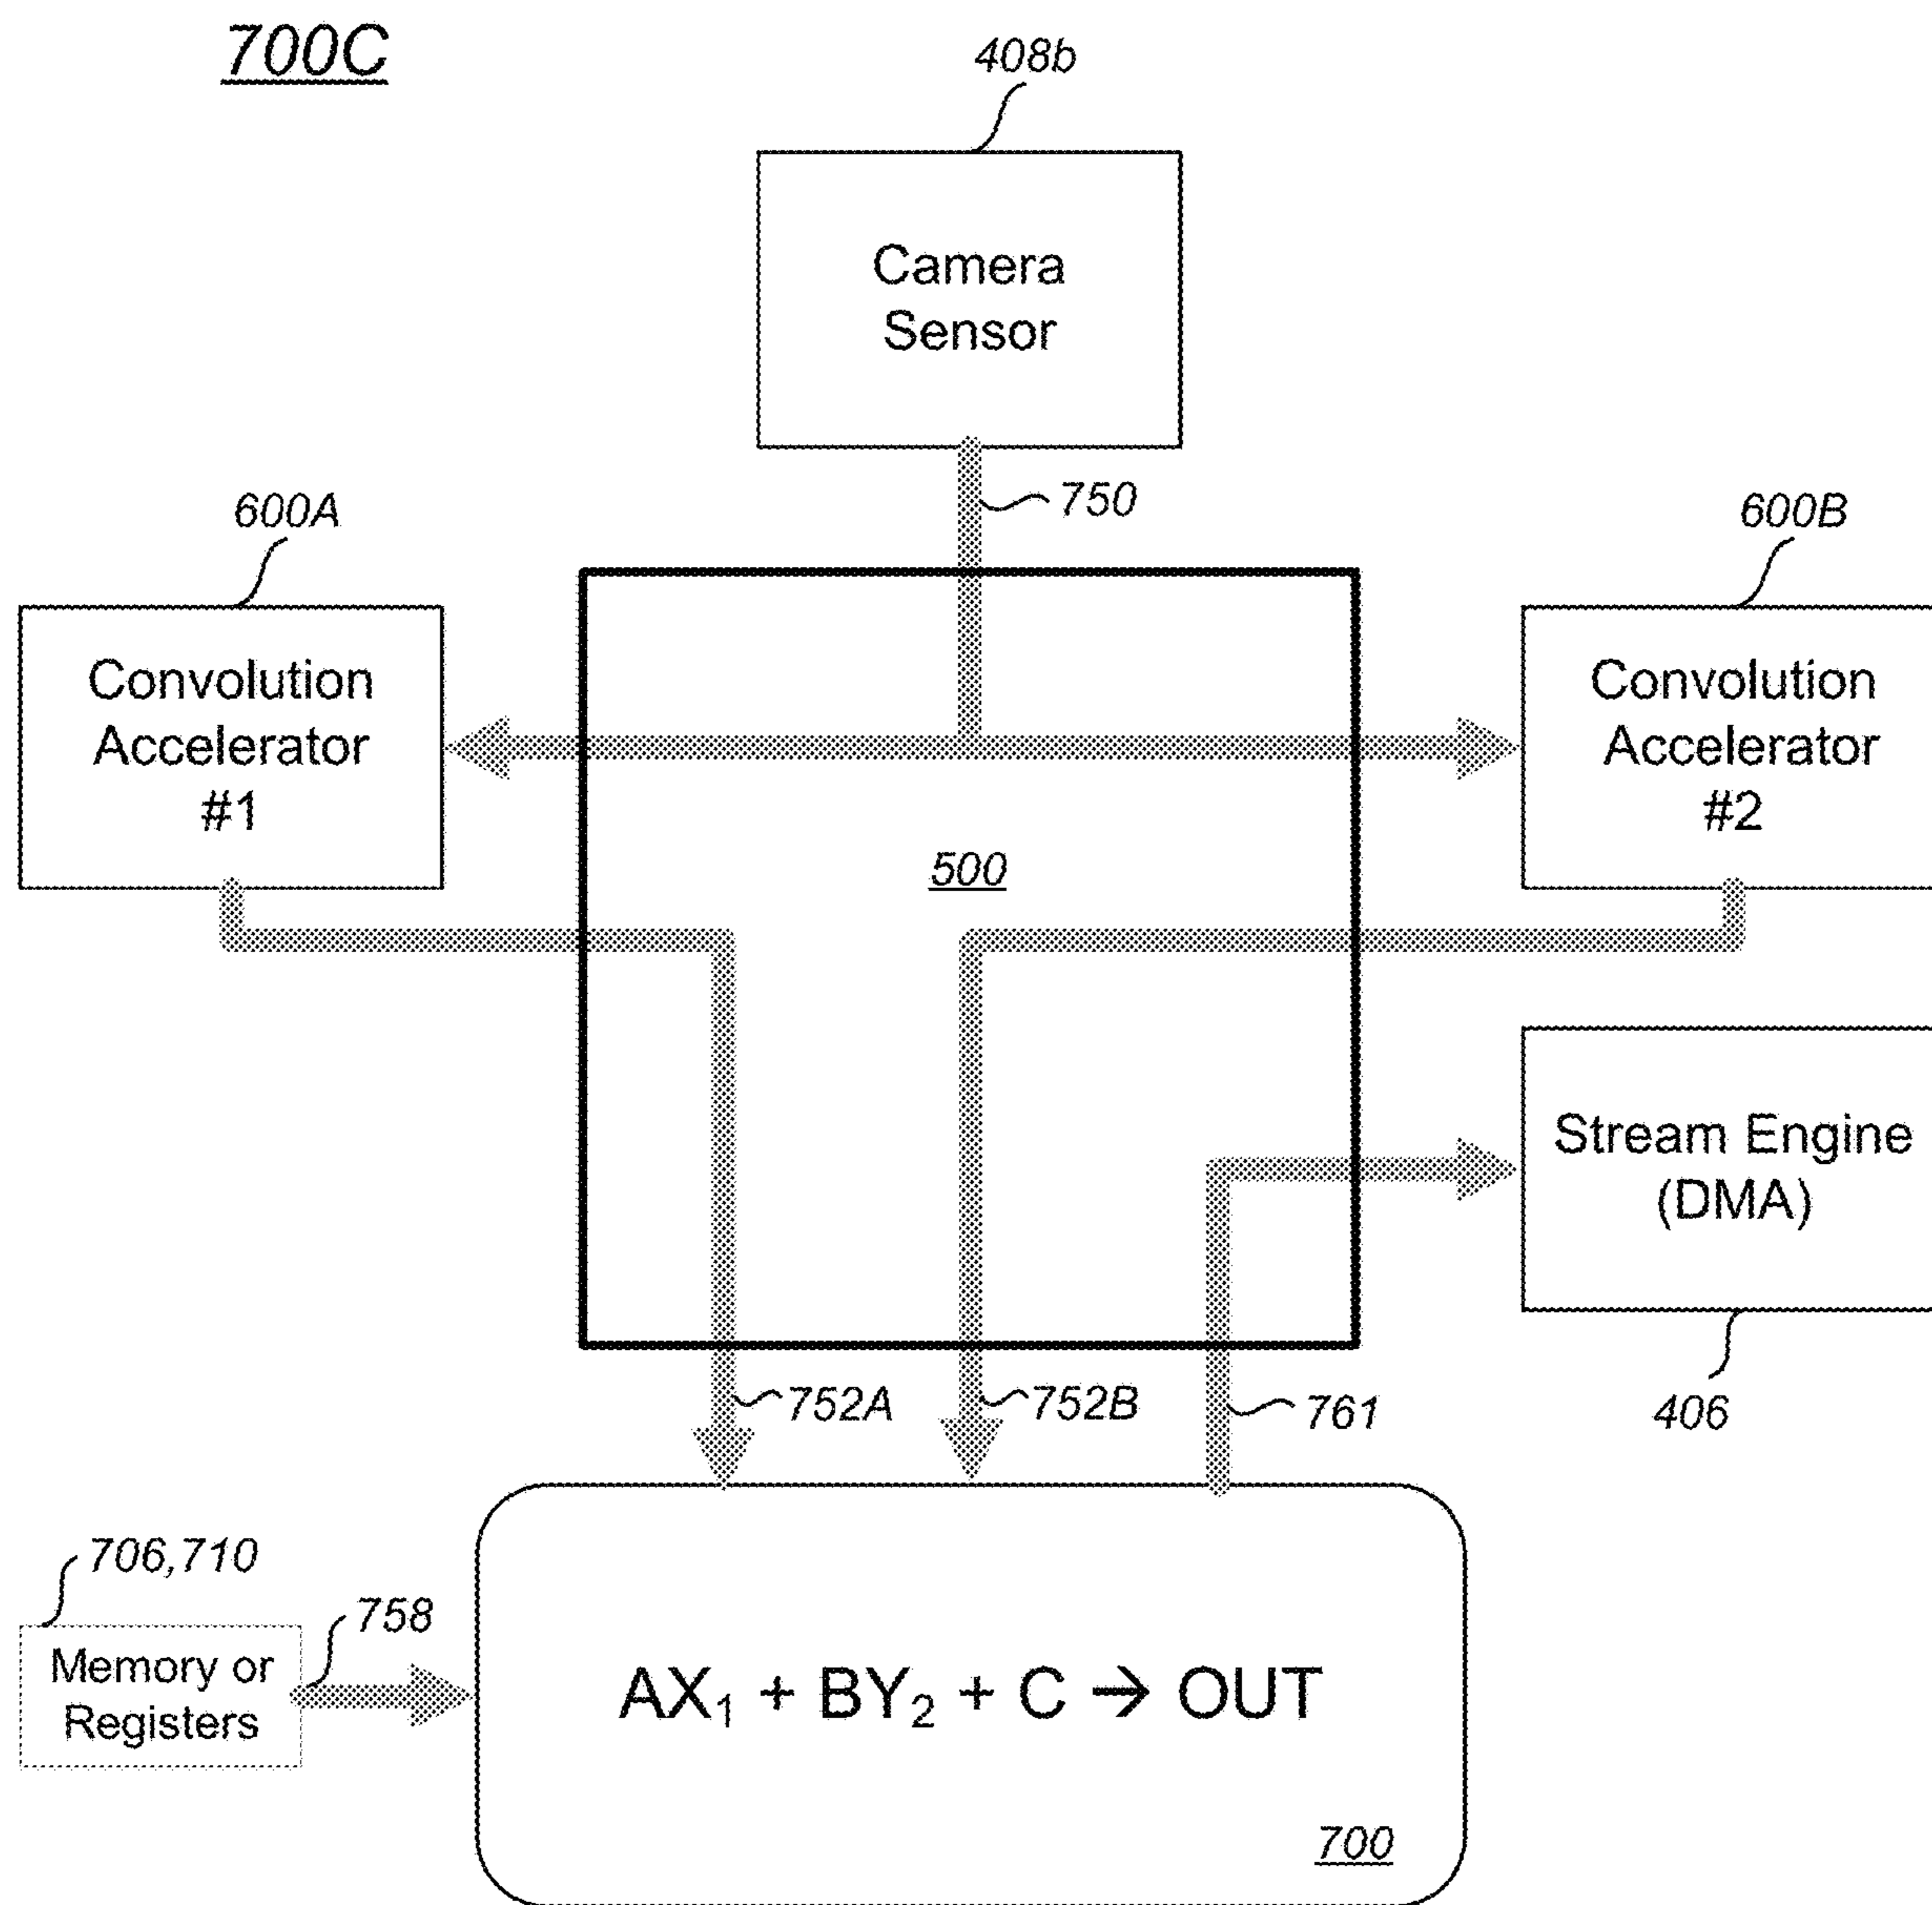 700C
408b
Camera
Sensor
750
600A
600B
Convolution
Accelerator
#1
Convolution
Accelerator
#2
500
Stream Engine
(DMA)
752A
752B
761
406
706,710
758
Memory or
Registers
AX₁ + BY₂ + C → OUT
700